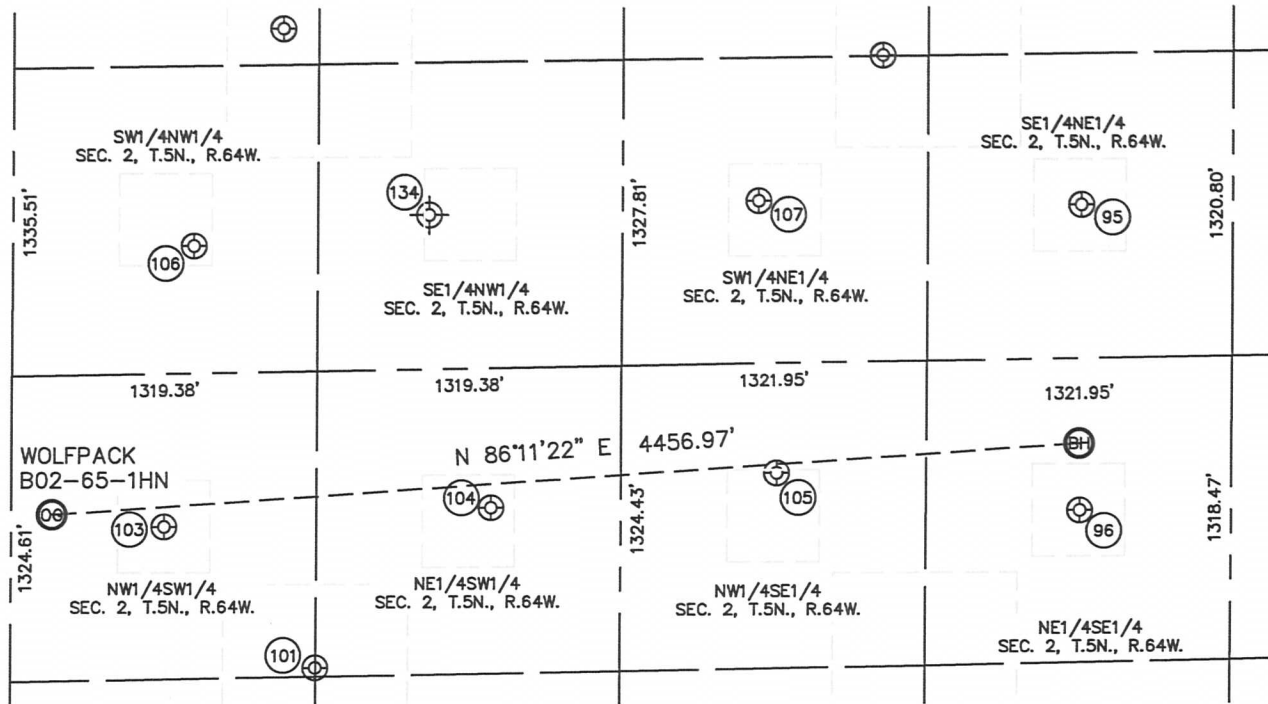 SW1/4NW1/4
SEC. 2, T.5N., R.64W.
SE1/4NE1/4
SEC. 2, T.5N., R.64W.
1335.51'
134
1327.81'
107
95
1320.80'
106
SE1/4NW1/4
SEC. 2, T.5N., R.64W.
SW1/4NE1/4
SEC. 2, T.5N., R.64W.
1319.38'
1319.38'
1321.95'
1321.95'
WOLFPACK
B02-65-1HN
N 86°11'22" E 4456.97'
BH
OG
103
104
105
96
1324.61'
1324.43'
1318.47'
NW1/4SW1/4
SEC. 2, T.5N., R.64W.
NE1/4SW1/4
SEC. 2, T.5N., R.64W.
NW1/4SE1/4
SEC. 2, T.5N., R.64W.
NE1/4SE1/4
SEC. 2, T.5N., R.64W.
101